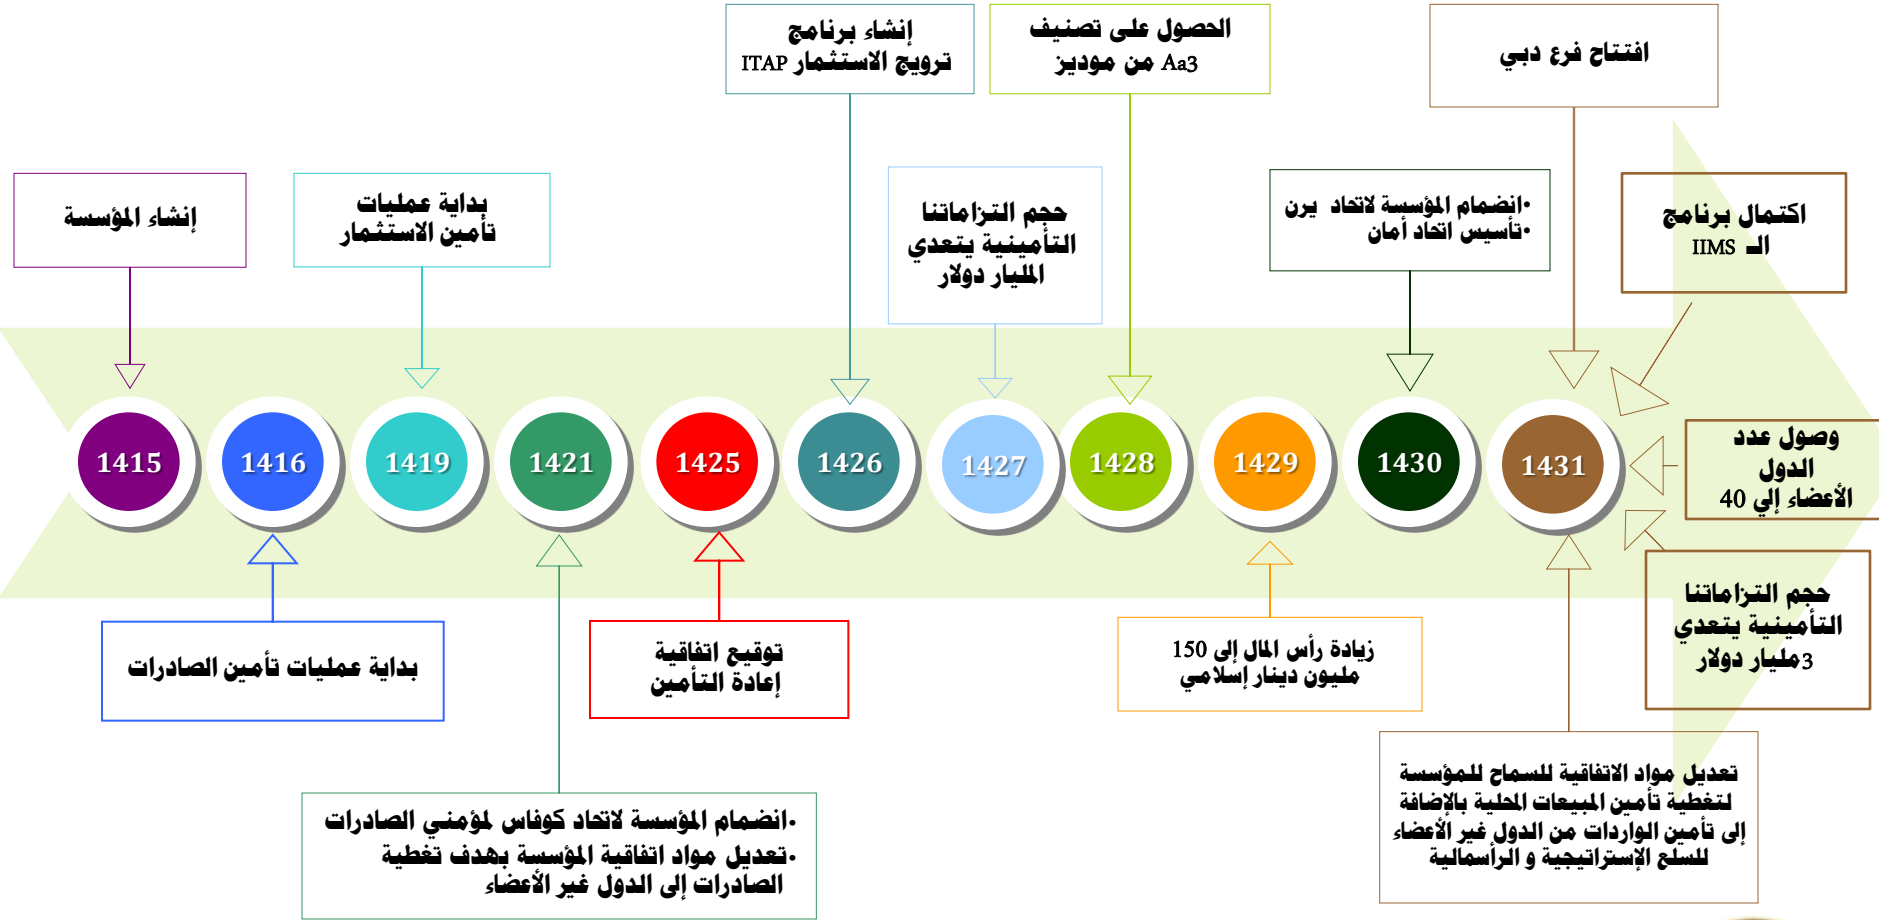 إنشاء برنامج
ترويج الاستثمار ITAP
الحصول على تصنيف
Aa3 من موديز
افتتاح فرع دبي
إنشاء المؤسسة
بداية عمليات
تأمين الاستثمار
حجم التزاماتنا
التأمينية يتعدي
المليار دولار
•انضمام المؤسسة لاتحاد يرن
•تأسيس اتحاد أمان
اكتمال برنامج
الـ IIMS
1415
1416
1419
1421
1425
1426
1427
1428
1429
1430
1431
وصول عدد
الدول
الأعضاء إلي 40
بداية عمليات تأمين الصادرات
توقيع اتفاقية
إعادة التأمين
زيادة رأس المال إلى 150
مليون دينار إسلامي
حجم التزاماتنا
التأمينية يتعدي
3مليار دولار
•انضمام المؤسسة لاتحاد كوفاس لمؤمني الصادرات
•تعديل مواد اتفاقية المؤسسة بهدف تغطية
الصادرات إلى الدول غير الأعضاء
تعديل مواد الاتفاقية للسماح للمؤسسة
لتغطية تأمين المبيعات المحلية بالإضافة
إلى تأمين الواردات من الدول غير الأعضاء
للسلع الإستراتيجية و الرأسمالية